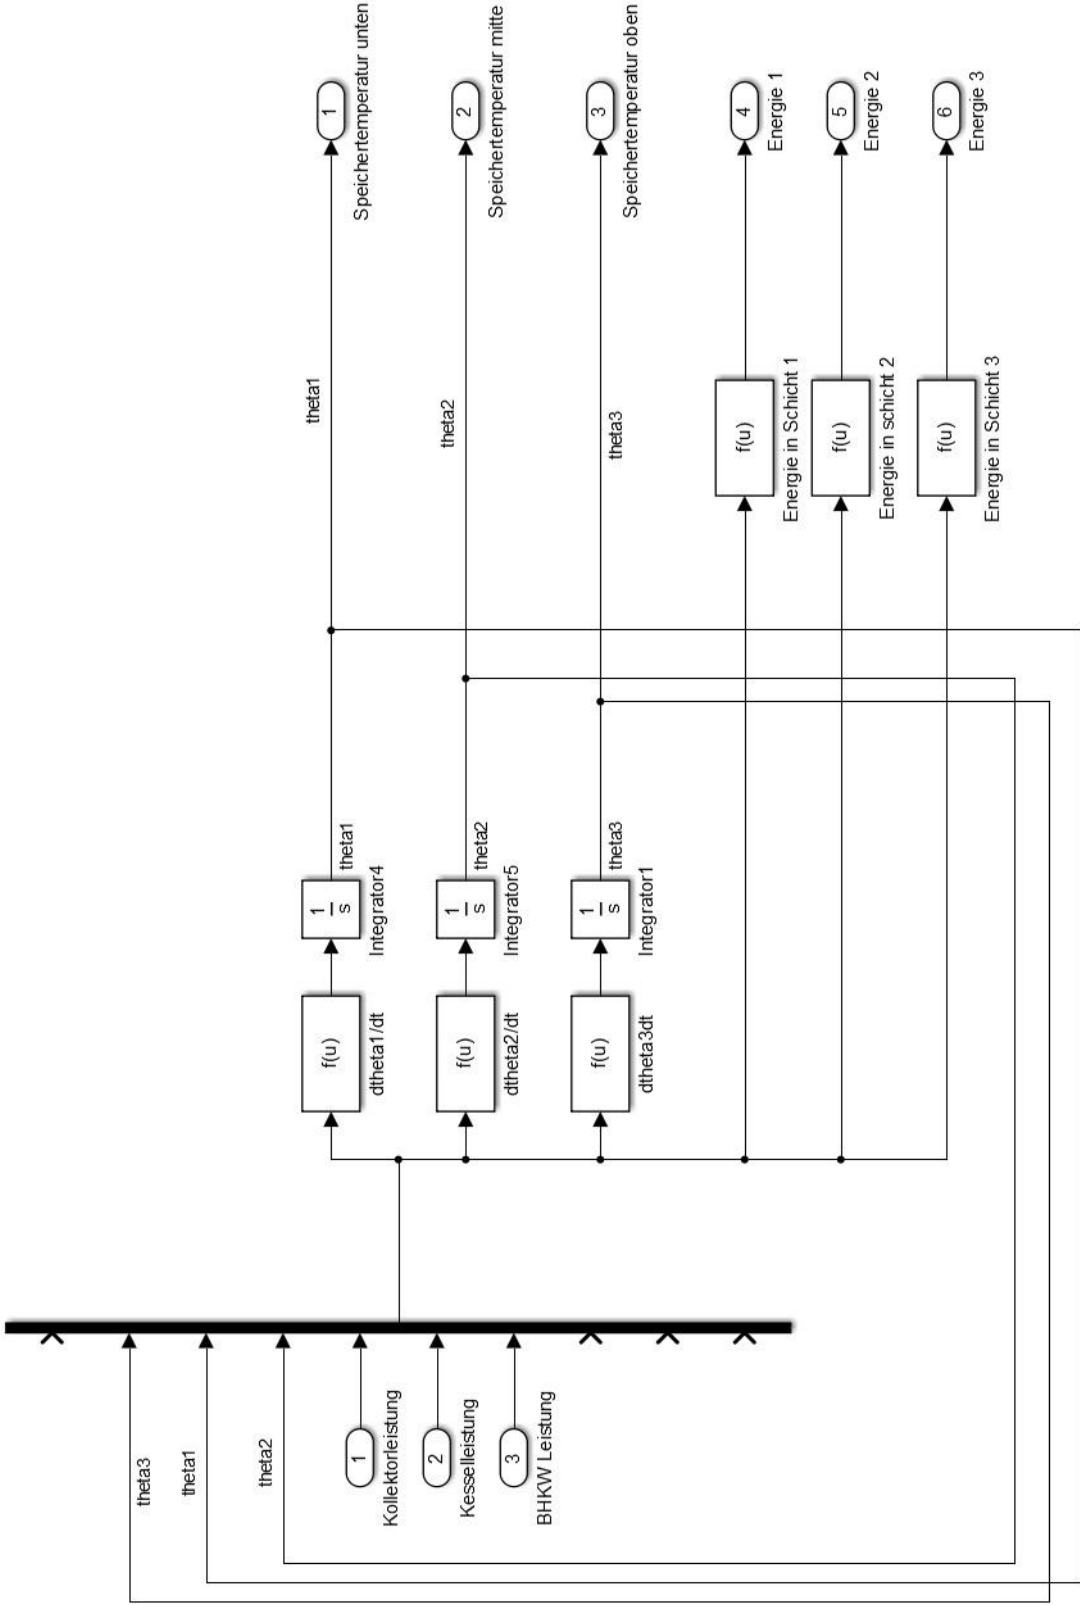 theta3
theta1
theta2
1
Kollektorleistung
2
Kesselleistung
3
BHKW Leistung
f(u)
dtheta1/dt
1
s
Integrator4
theta1
theta1
1
Speichertemperatur unten
f(u)
dtheta2/dt
1
s
Integrator5
theta2
theta2
2
Speichertemperatur mitte
f(u)
dtheta3dt
1
s
Integrator1
theta3
theta3
3
Speichertemperatur oben
f(u)
Energie in Schicht 1
4
Energie 1
f(u)
Energie in schicht 2
5
Energie 2
f(u)
Energie in Schicht 3
6
Energie 3